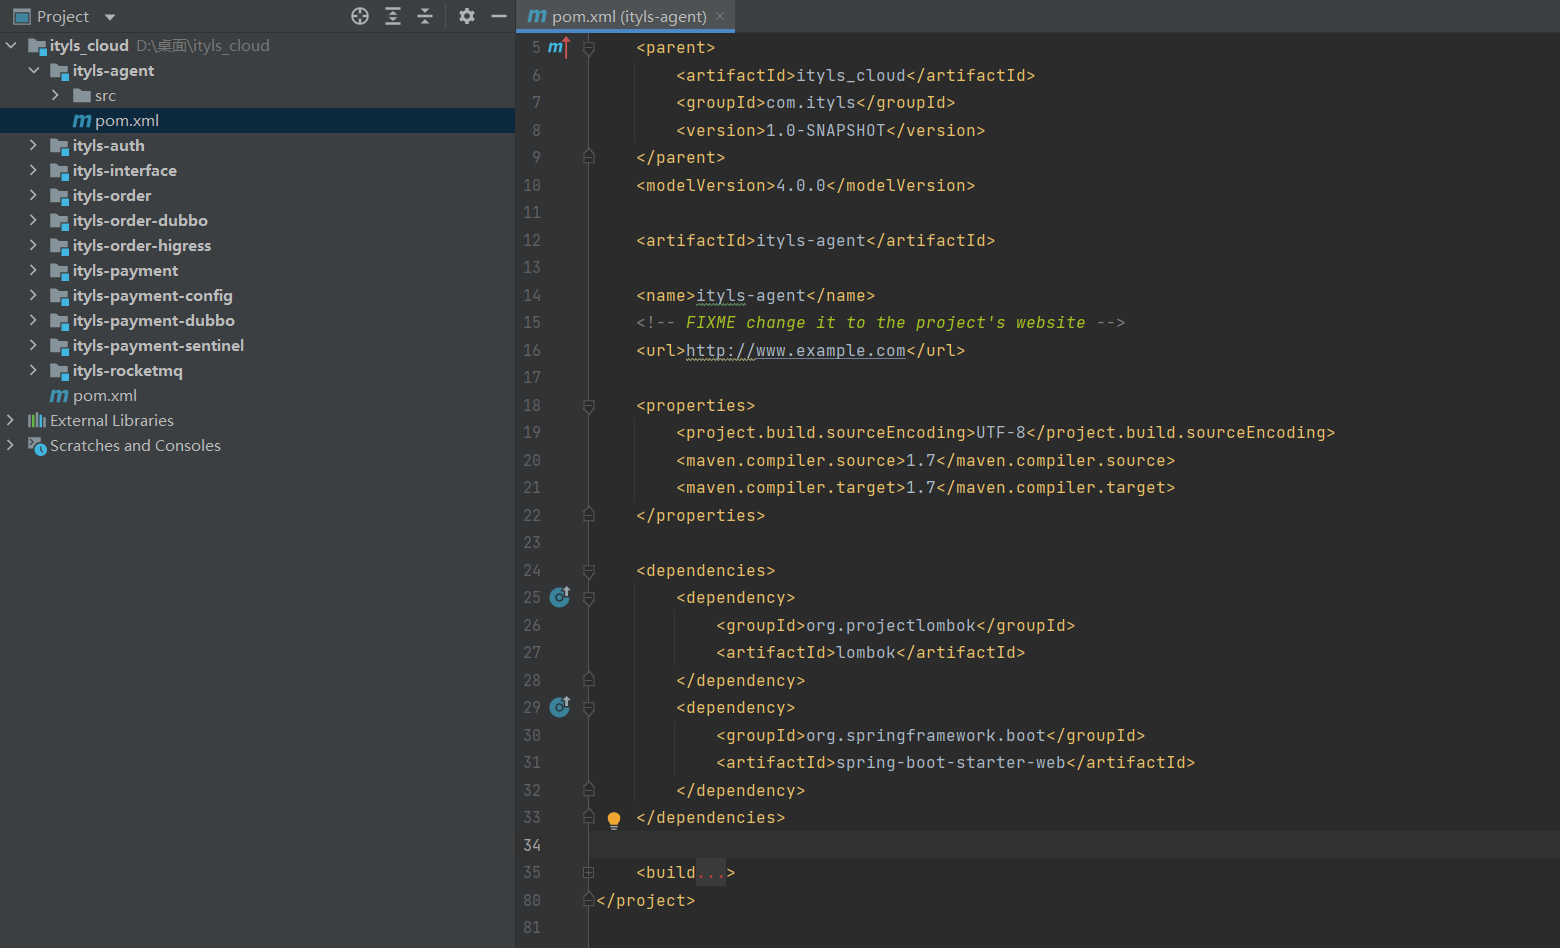 Project
ityls_cloud D:\桌面\ityls_cloud
ityls-agent
src
pom.xml
ityls-auth
ityls-interface
ityls-order
ityls-order-dubbo
ityls-order-higress
ityls-payment
ityls-payment-config
ityls-payment-dubbo
ityls-payment-sentinel
ityls-rocketmq
pom.xml
External Libraries
Scratches and Consoles
pom.xml (ityls-agent)
5 <parent>
6 <artifactId>ityls_cloud</artifactId>
7 <groupId>com.ityls</groupId>
8 <version>1.0-SNAPSHOT</version>
9 </parent>
10 <modelVersion>4.0.0</modelVersion>
11
12 <artifactId>ityls-agent</artifactId>
13
14 <name>ityls-agent</name>
15 <!-- FIXME change it to the project's website -->
16 <url>http://www.example.com</url>
17
18 <properties>
19 <project.build.sourceEncoding>UTF-8</project.build.sourceEncoding>
20 <maven.compiler.source>1.7</maven.compiler.source>
21 <maven.compiler.target>1.7</maven.compiler.target>
22 </properties>
23
24 <dependencies>
25 <dependency>
26 <groupId>org.projectlombok</groupId>
27 <artifactId>lombok</artifactId>
28 </dependency>
29 <dependency>
30 <groupId>org.springframework.boot</groupId>
31 <artifactId>spring-boot-starter-web</artifactId>
32 </dependency>
33 </dependencies>
34
35 <build...>
80 </project>
81